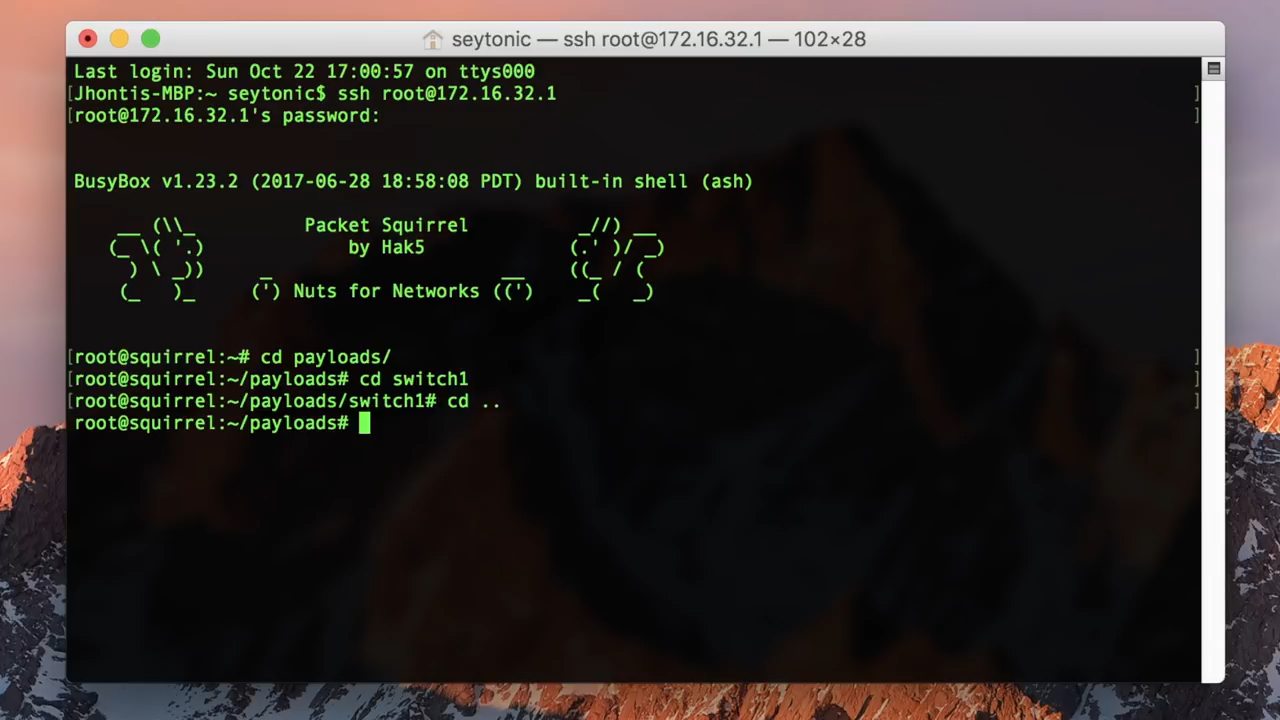 seytonic — ssh root@172.16.32.1 — 102×28
Last login: Sun Oct 22 17:00:57 on ttys000
[Jhontis-MBP:~ seytonic$ ssh root@172.16.32.1 ]
[root@172.16.32.1's password: ]
BusyBox v1.23.2 (2017-06-28 18:58:08 PDT) built-in shell (ash)
    __ (\\_          Packet Squirrel          _//) __
   (_ \( '.)             by Hak5             (.' )/ _)
     ) \ _))     _                     __    ((_ / (
    (_    )_     (') Nuts for Networks ((')    _(   _)
[root@squirrel:~# cd payloads/ ]
[root@squirrel:~/payloads# cd switch1 ]
[root@squirrel:~/payloads/switch1# cd .. ]
root@squirrel:~/payloads#